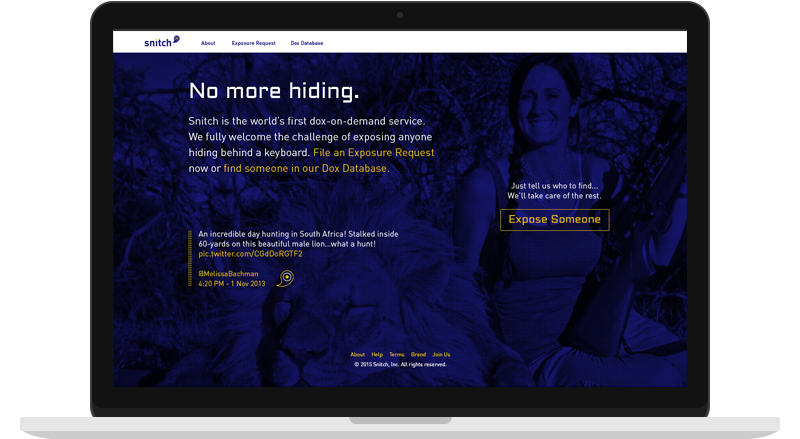 snitch
About Exposure Request Dox Database
No more hiding.
Snitch is the world's first dox-on-demand service.
We fully welcome the challenge of exposing anyone
hiding behind a keyboard. File an Exposure Request
now or find someone in our Dox Database.
Just tell us who to find...
We'll take care of the rest.
Expose Someone
An incredible day hunting in South Africa! Stalked inside
60-yards on this beautiful male lion...what a hunt!
pic.twitter.com/CGdDoRGTF2
@MelissaBachman
4:20 PM - 1 Nov 2013
About Help Terms Brand Join Us
© 2015 Snitch, Inc. All rights reserved.